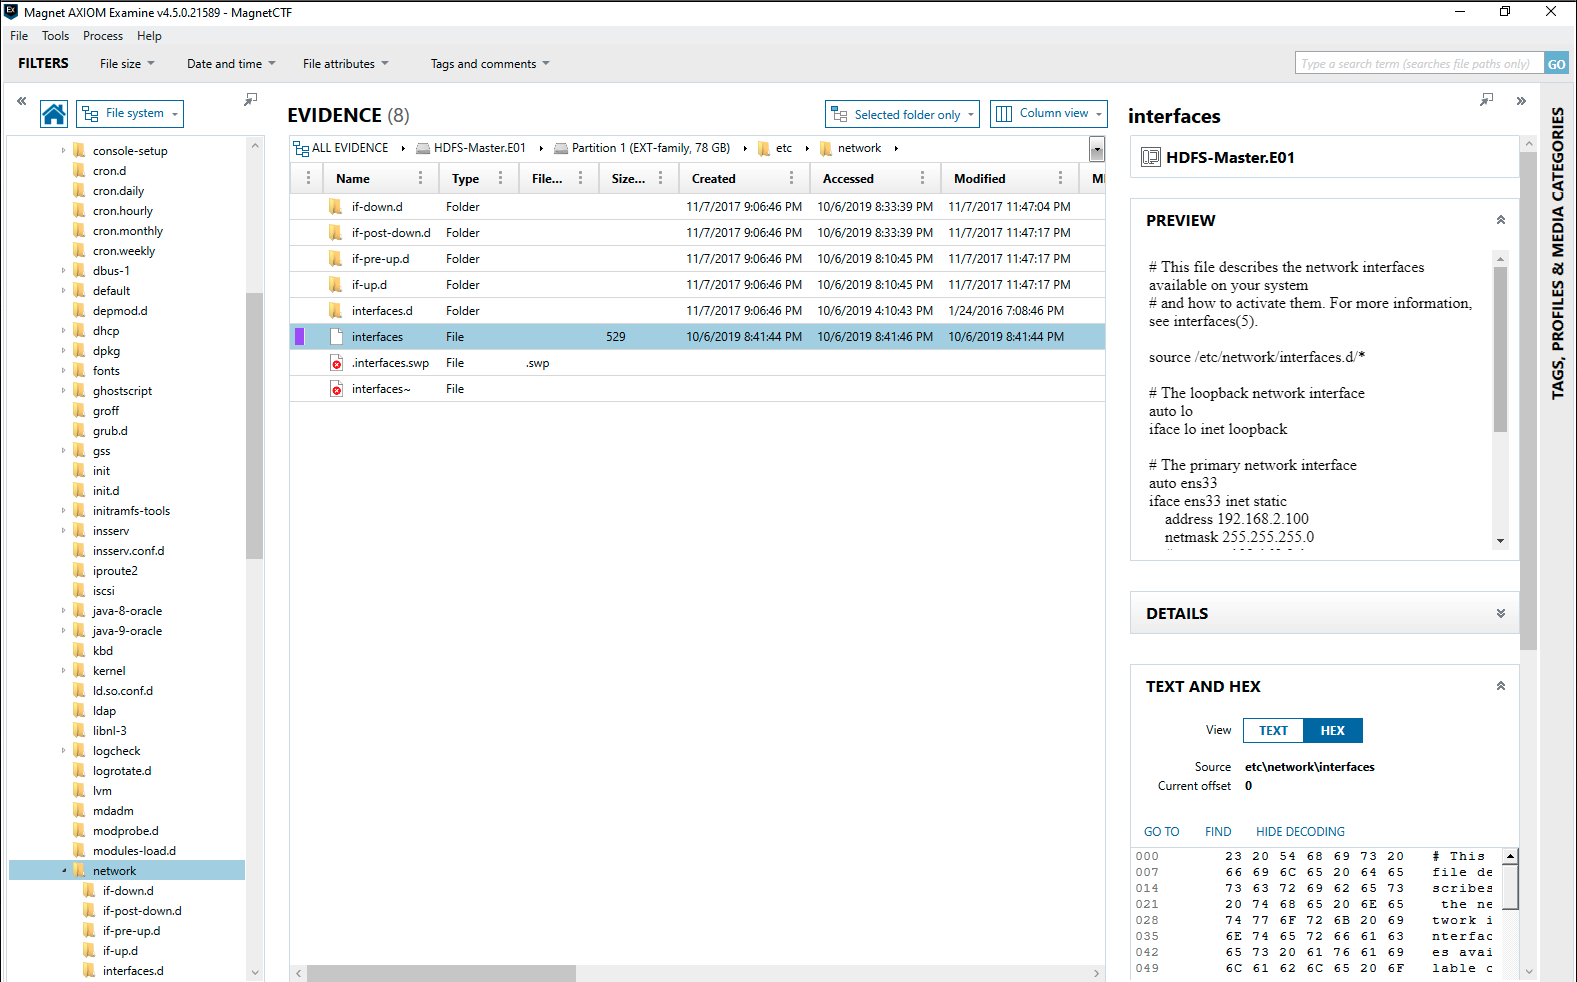 Magnet AXIOM Examine v4.5.0.21589 - MagnetCTF
File Tools Process Help
FILTERS File size Date and time File attributes Tags and comments Type a search term (searches file paths only) GO
File system
console-setup
cron.d
cron.daily
cron.hourly
cron.monthly
cron.weekly
dbus-1
default
depmod.d
dhcp
dpkg
fonts
ghostscript
groff
grub.d
gss
init
init.d
initramfs-tools
insserv
insserv.conf.d
iproute2
iscsi
java-8-oracle
java-9-oracle
kbd
kernel
ld.so.conf.d
ldap
libnl-3
logcheck
logrotate.d
lvm
mdadm
modprobe.d
modules-load.d
network
if-down.d
if-post-down.d
if-pre-up.d
if-up.d
interfaces.d
EVIDENCE (8) Selected folder only Column view
ALL EVIDENCE HDFS-Master.E01 Partition 1 (EXT-family, 78 GB) etc network
Name Type File... Size... Created Accessed Modified
if-down.d Folder 11/7/2017 9:06:46 PM 10/6/2019 8:33:39 PM 11/7/2017 11:47:04 PM
if-post-down.d Folder 11/7/2017 9:06:46 PM 10/6/2019 8:33:39 PM 11/7/2017 11:47:17 PM
if-pre-up.d Folder 11/7/2017 9:06:46 PM 10/6/2019 8:10:45 PM 11/7/2017 11:47:17 PM
if-up.d Folder 11/7/2017 9:06:46 PM 10/6/2019 8:10:45 PM 11/7/2017 11:47:17 PM
interfaces.d Folder 11/7/2017 9:06:46 PM 10/6/2019 4:10:43 PM 1/24/2016 7:08:46 PM
interfaces File 529 10/6/2019 8:41:44 PM 10/6/2019 8:41:46 PM 10/6/2019 8:41:44 PM
.interfaces.swp File .swp
interfaces~ File
interfaces
HDFS-Master.E01
PREVIEW
# This file describes the network interfaces
available on your system
# and how to activate them. For more information,
see interfaces(5).
source /etc/network/interfaces.d/*
# The loopback network interface
auto lo
iface lo inet loopback
# The primary network interface
auto ens33
iface ens33 inet static
address 192.168.2.100
netmask 255.255.255.0
DETAILS
TEXT AND HEX
View TEXT HEX
Source etc\network\interfaces
Current offset 0
GO TO FIND HIDE DECODING
000 23 20 54 68 69 73 20 # This
007 66 69 6C 65 20 64 65 file de
014 73 63 72 69 62 65 73 scribes
021 20 74 68 65 20 6E 65 the ne
028 74 77 6F 72 6B 20 69 twork i
035 6E 74 65 72 66 61 63 nterfac
042 65 73 20 61 76 61 69 es avai
049 6C 61 62 6C 65 20 6F lable o
TAGS, PROFILES & MEDIA CATEGORIES